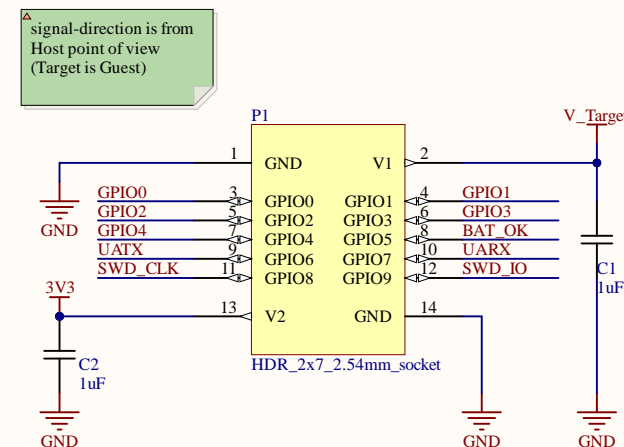 signal-direction is from
Host point of view
(Target is Guest)
P1
V_Target
1 GND V1 2
GPIO0 3 GPIO0 GPIO1 4 GPIO1
GPIO2 5 GPIO2 GPIO3 6 GPIO3
GND
GPIO4 7 GPIO4 GPIO5 8 BAT_OK
UATX 9 GPIO6 GPIO7 10 UARX
SWD_CLK 11 GPIO8 GPIO9 12 SWD_IO
C1
1uF
3V3
13 V2 GND 14
HDR_2x7_2.54mm_socket
C2
1uF
GND GND GND